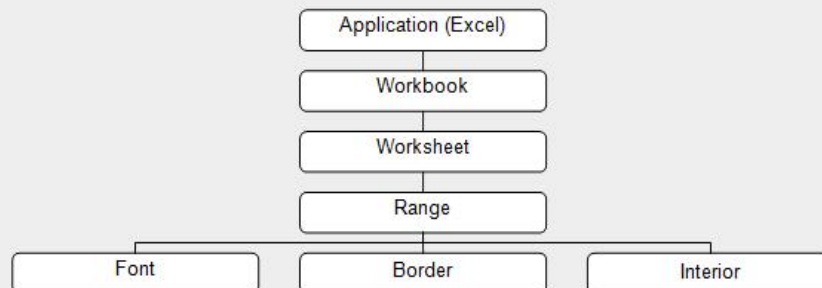 Application (Excel)
Workbook
Worksheet
Range
Font
Border
Interior